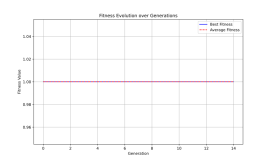 Fitness Evolution over Generations
Best Fitness
Average Fitness
Fitness Value
1.04
1.02
1.00
0.98
0.96
0 2 4 6 8 10 12 14
Generation